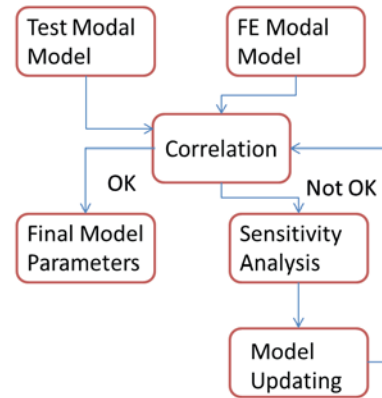 Test Modal
Model
FE Modal
Model
Correlation
OK
Not OK
Final Model
Parameters
Sensitivity
Analysis
Model
Updating